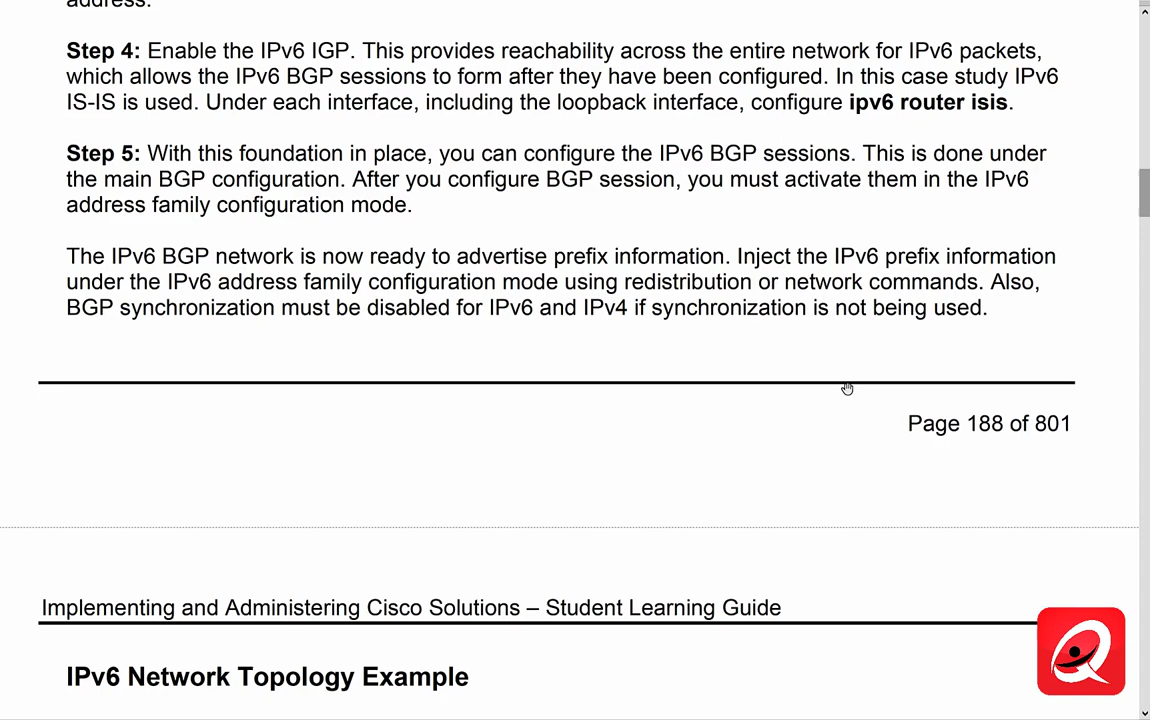 address.
Step 4: Enable the IPv6 IGP. This provides reachability across the entire network for IPv6 packets,
which allows the IPv6 BGP sessions to form after they have been configured. In this case study IPv6
IS-IS is used. Under each interface, including the loopback interface, configure ipv6 router isis.
Step 5: With this foundation in place, you can configure the IPv6 BGP sessions. This is done under
the main BGP configuration. After you configure BGP session, you must activate them in the IPv6
address family configuration mode.
The IPv6 BGP network is now ready to advertise prefix information. Inject the IPv6 prefix information
under the IPv6 address family configuration mode using redistribution or network commands. Also,
BGP synchronization must be disabled for IPv6 and IPv4 if synchronization is not being used.
Page 188 of 801
Implementing and Administering Cisco Solutions – Student Learning Guide
IPv6 Network Topology Example